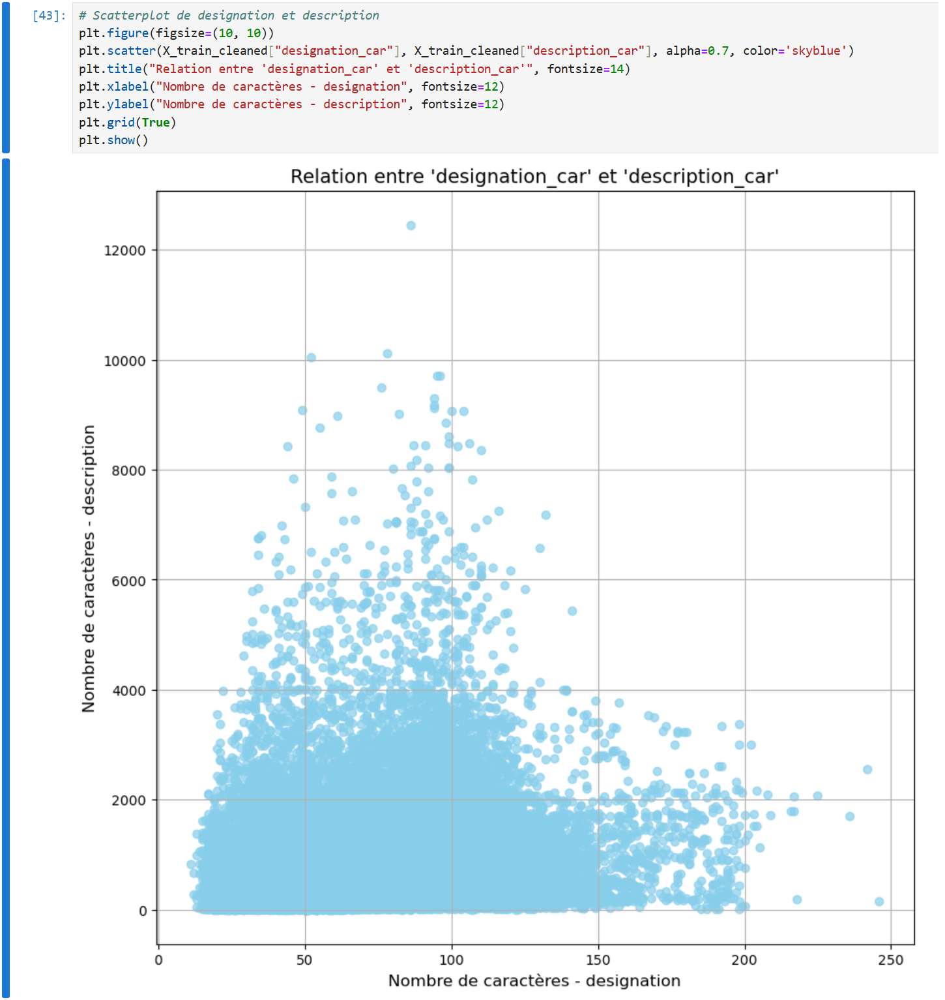 [43]: # Scatterplot de designation et description
plt.figure(figsize=(10, 10))
plt.scatter(X_train_cleaned["designation_car"], X_train_cleaned["description_car"], alpha=0.7, color='skyblue')
plt.title("Relation entre 'designation_car' et 'description_car'", fontsize=14)
plt.xlabel("Nombre de caractères - designation", fontsize=12)
plt.ylabel("Nombre de caractères - description", fontsize=12)
plt.grid(True)
plt.show()
Relation entre 'designation_car' et 'description_car'
Nombre de caractères - description
12000
10000
8000
6000
4000
2000
0
0 50 100 150 200 250
Nombre de caractères - designation